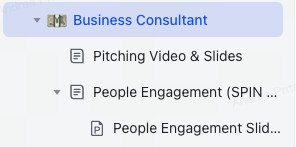 Business Consultant
Pitching Video & Slides
People Engagement (SPIN ...
People Engagement Slid...